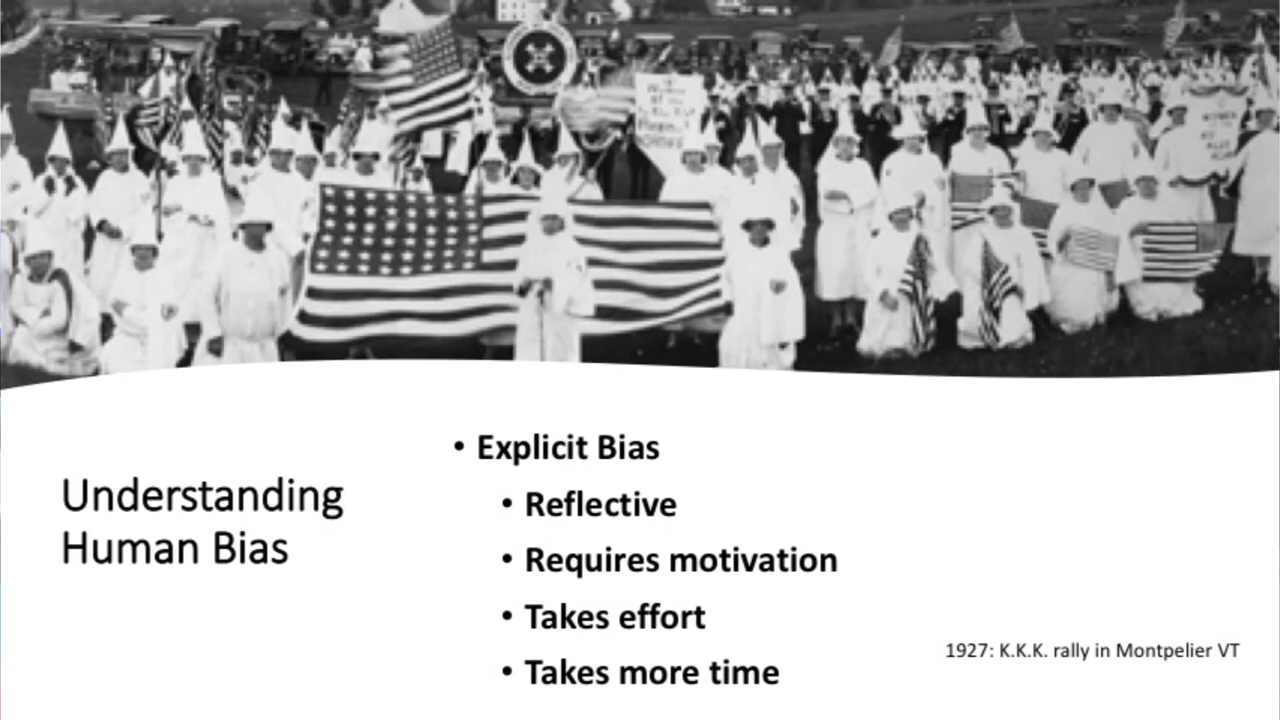 Understanding
Human Bias
• Explicit Bias
• Reflective
• Requires motivation
• Takes effort
• Takes more time
1927: K.K.K. rally in Montpelier VT